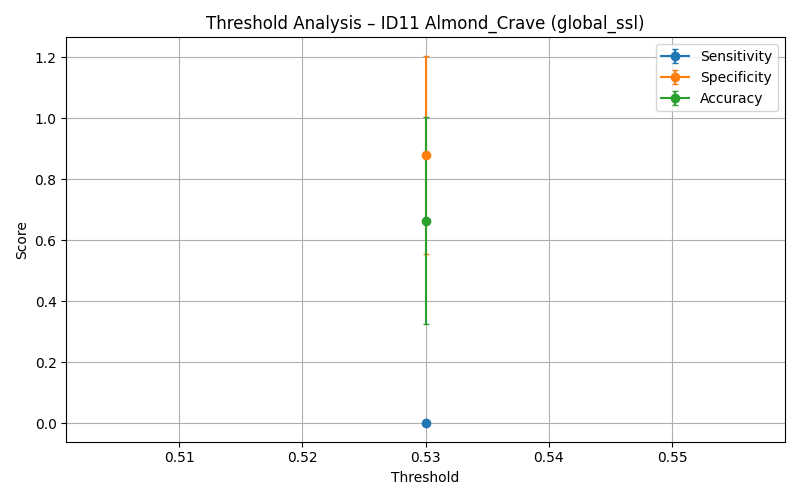 Threshold Analysis – ID11 Almond_Crave (global_ssl)
Sensitivity
Specificity
Accuracy
Score
1.2
1.0
0.8
0.6
0.4
0.2
0.0
0.51
0.52
0.53
0.54
0.55
Threshold